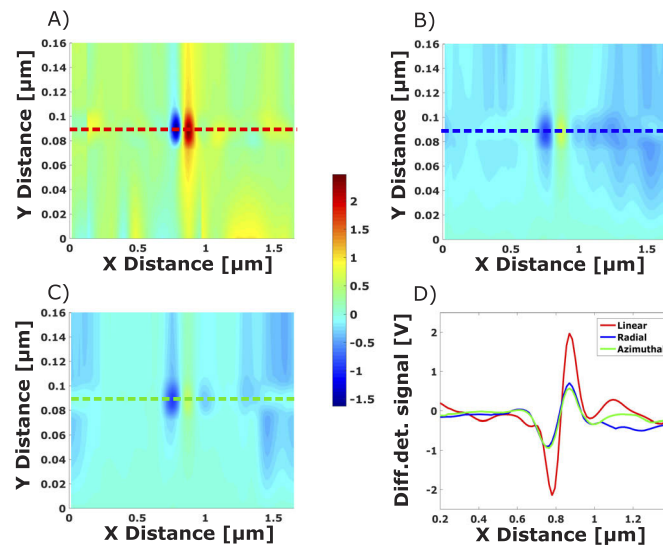 A)
Y Distance [µm]
0.16
0.14
0.12
0.1
0.08
0.06
0.04
0.02
0
0 0.5 1 1.5
X Distance [µm]
B)
Y Distance [µm]
0.16
0.14
0.12
0.1
0.08
0.06
0.04
0.02
0
0 0.5 1 1.5
X Distance [µm]
2
1
0.5
0
-0.5
-1
-1.5
C)
Y Distance [µm]
0.16
0.14
0.12
0.1
0.08
0.06
0.04
0.02
0
0 0.5 1 1.5
X Distance [µm]
D)
Diff.det. signal [V]
2
1
0
-1
-2
Linear
Radial
Azimuthal
0.2 0.4 0.6 0.8 1 1.2
X Distance [µm]